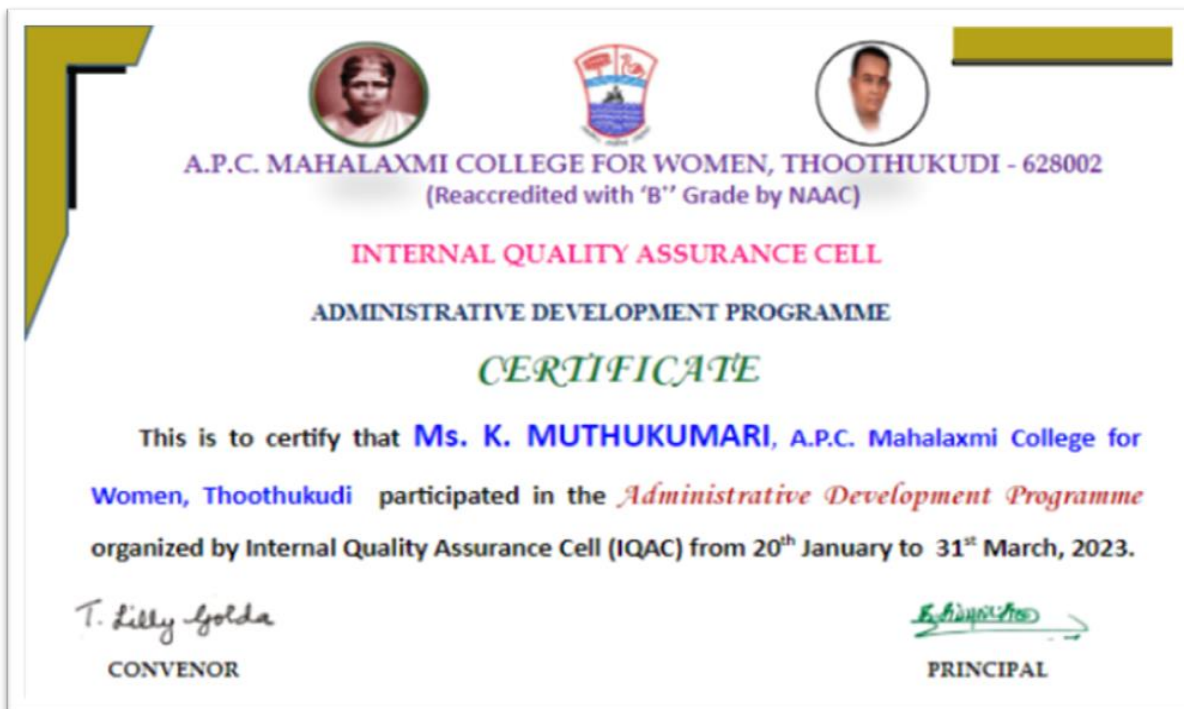 A.P.C. MAHALAXMI COLLEGE FOR WOMEN, THOOTHUKUDI - 628002
(Reaccredited with ‘B’’ Grade by NAAC)
INTERNAL QUALITY ASSURANCE CELL
ADMINISTRATIVE DEVELOPMENT PROGRAMME
CERTIFICATE
This is to certify that Ms. K. MUTHUKUMARI, A.P.C. Mahalaxmi College for
Women, Thoothukudi participated in the Administrative Development Programme
organized by Internal Quality Assurance Cell (IQAC) from 20th January to 31st March, 2023.
T. Lilly Golda
CONVENOR
PRINCIPAL